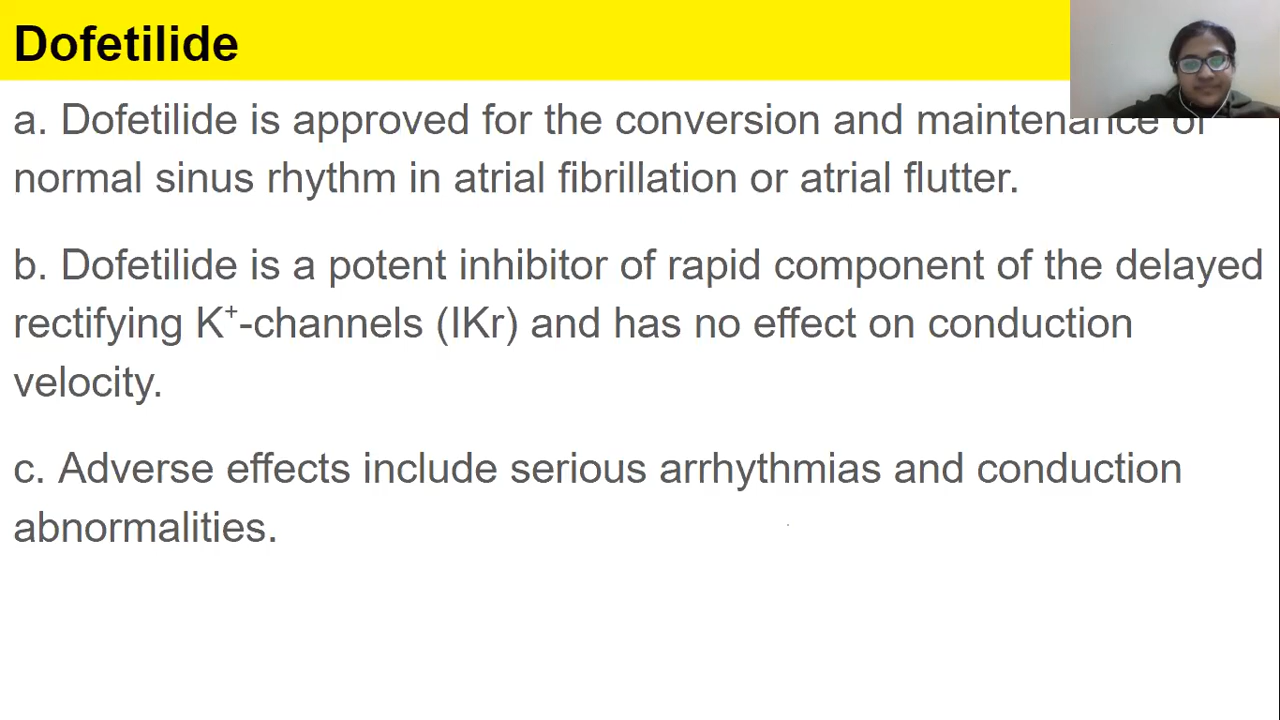 Dofetilide
a. Dofetilide is approved for the conversion and maintenance of
normal sinus rhythm in atrial fibrillation or atrial flutter.
b. Dofetilide is a potent inhibitor of rapid component of the delayed
rectifying K⁺-channels (IKr) and has no effect on conduction
velocity.
c. Adverse effects include serious arrhythmias and conduction
abnormalities.